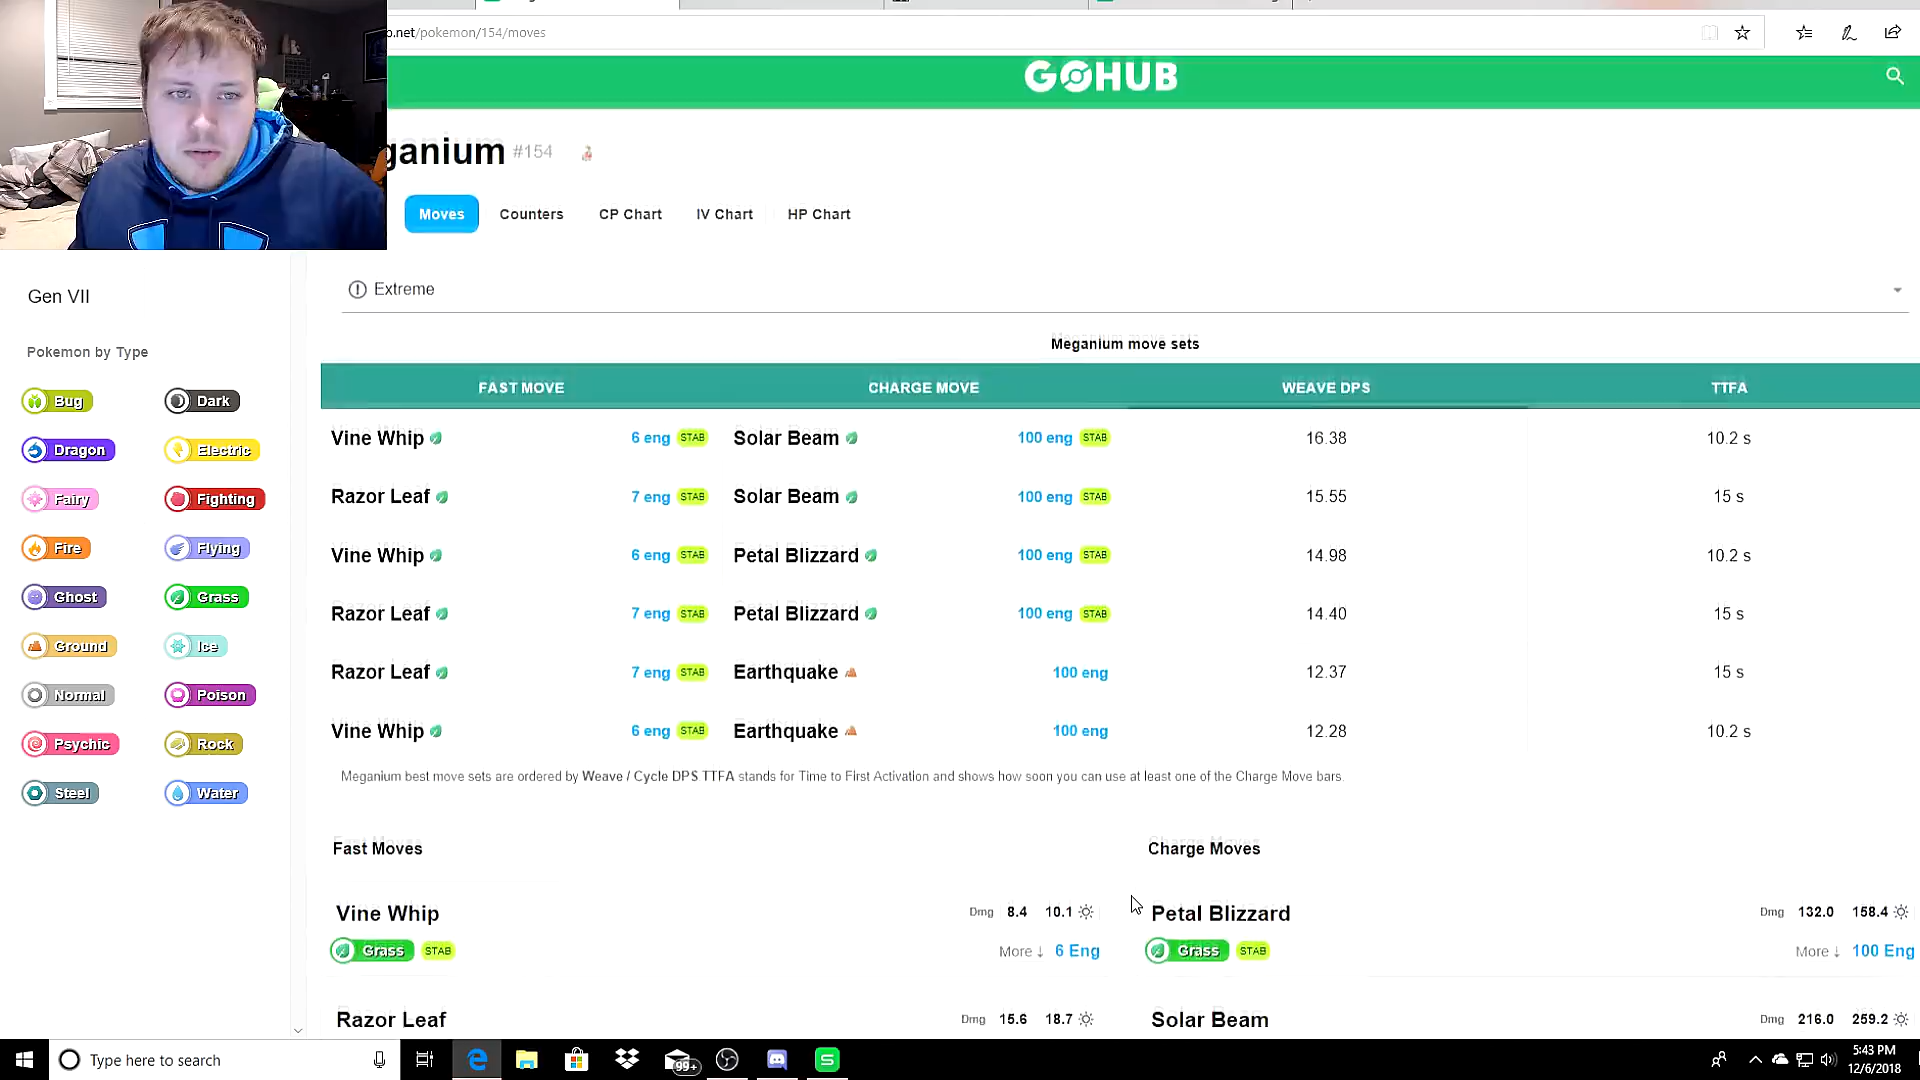 o.net/pokemon/154/moves
GOHUB
ganium #154
Moves Counters CP Chart IV Chart HP Chart
Gen VII
Extreme
Pokemon by Type
Bug Dark
Dragon Electric
Fairy Fighting
Fire Flying
Ghost Grass
Ground Ice
Normal Poison
Psychic Rock
Steel Water
Meganium move sets
FAST MOVE CHARGE MOVE WEAVE DPS TTFA
Vine Whip 6 eng STAB Solar Beam 100 eng STAB 16.38 10.2 s
Razor Leaf 7 eng STAB Solar Beam 100 eng STAB 15.55 15 s
Vine Whip 6 eng STAB Petal Blizzard 100 eng STAB 14.98 10.2 s
Razor Leaf 7 eng STAB Petal Blizzard 100 eng STAB 14.40 15 s
Razor Leaf 7 eng STAB Earthquake 100 eng 12.37 15 s
Vine Whip 6 eng STAB Earthquake 100 eng 12.28 10.2 s
Meganium best move sets are ordered by Weave / Cycle DPS TTFA stands for Time to First Activation and shows how soon you can use at least one of the Charge Move bars.
Fast Moves Charge Moves
Vine Whip Dmg 8.4 10.1 Petal Blizzard Dmg 132.0 158.4
Grass STAB More ↓ 6 Eng Grass STAB More ↓ 100 Eng
Razor Leaf Dmg 15.6 18.7 Solar Beam Dmg 216.0 259.2
Type here to search 99+ 5:43 PM
12/6/2018